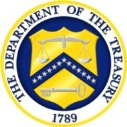 THE DEPARTMENT OF THE TREASURY
1789